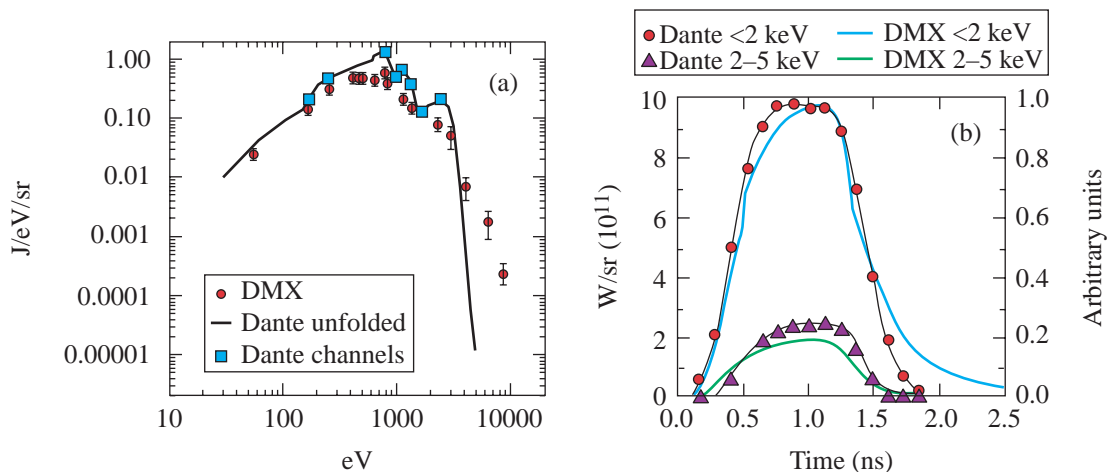 (a)
J/eV/sr
1.00
0.10
0.01
0.001
0.0001
0.00001
DMX
Dante unfolded
Dante channels
10
100
1000
10000
eV
Dante <2 keV
DMX <2 keV
Dante 2–5 keV
DMX 2–5 keV
(b)
W/sr (10¹¹)
10
8
6
4
2
0
1.0
0.8
0.6
0.4
0.2
0.0
Arbitrary units
0.0
0.5
1.0
1.5
2.0
2.5
Time (ns)